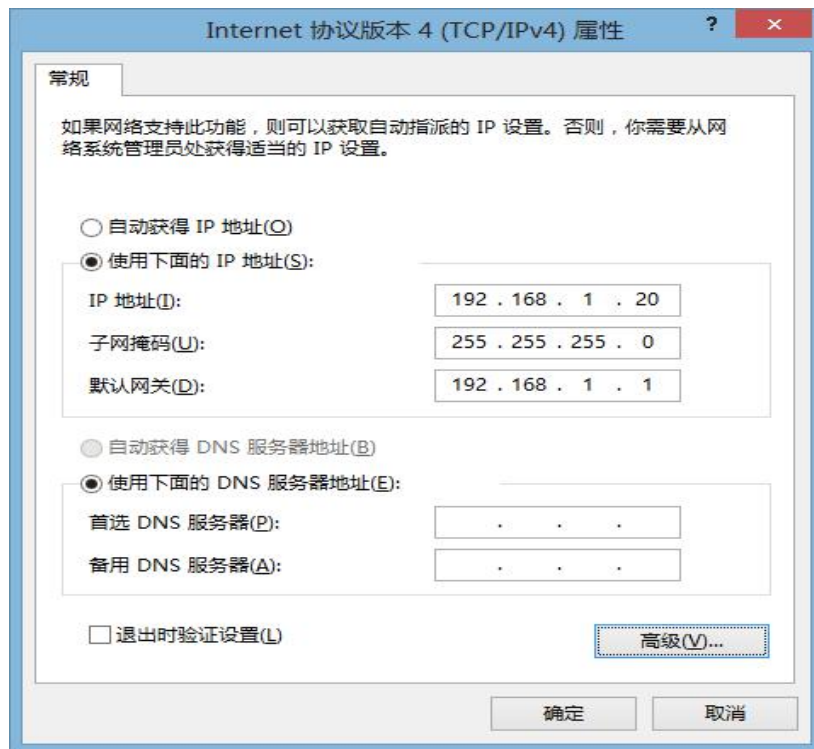 Internet 协议版本 4 (TCP/IPv4) 属性
?
×
常规
如果网络支持此功能，则可以获取自动指派的 IP 设置。否则，你需要从网
络系统管理员处获得适当的 IP 设置。
自动获得 IP 地址(O)
使用下面的 IP 地址(S):
IP 地址(I): 192 . 168 . 1 . 20
子网掩码(U): 255 . 255 . 255 . 0
默认网关(D): 192 . 168 . 1 . 1
自动获得 DNS 服务器地址(B)
使用下面的 DNS 服务器地址(E):
首选 DNS 服务器(P): . . .
备用 DNS 服务器(A): . . .
退出时验证设置(L)
高级(V)...
确定 取消